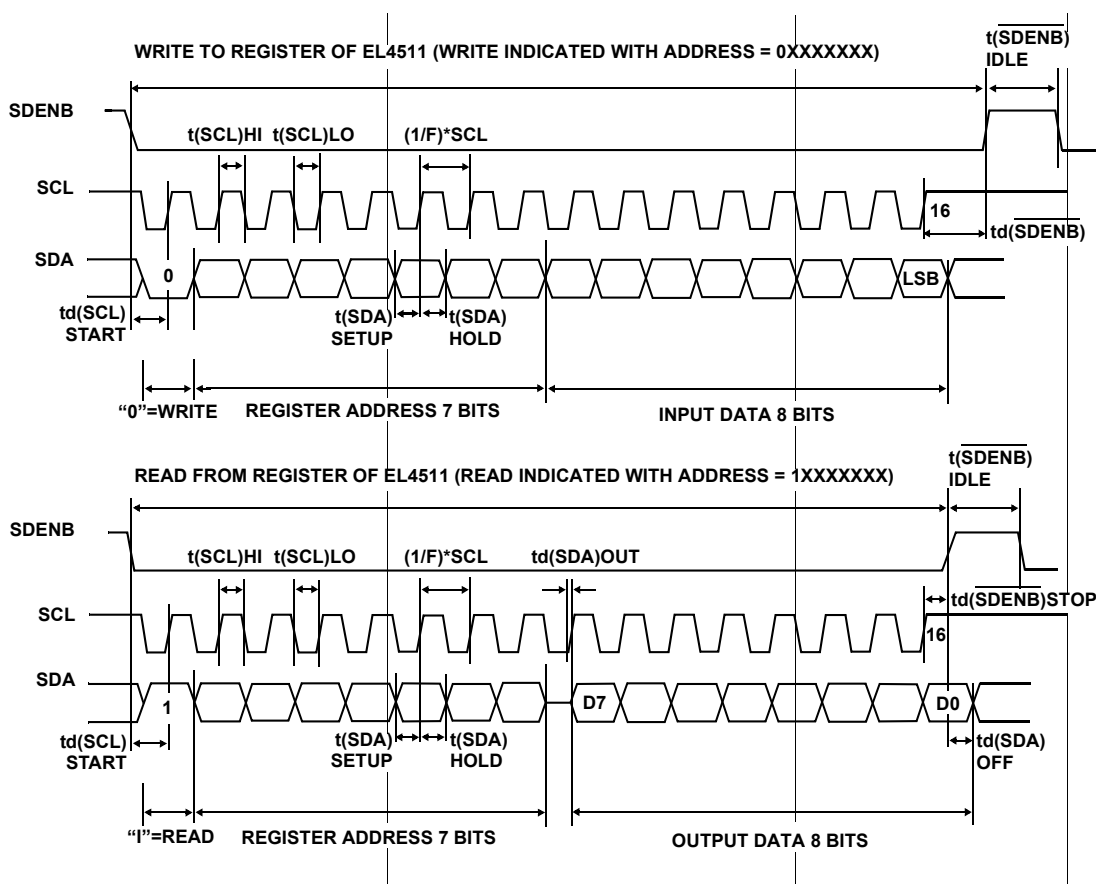 WRITE TO REGISTER OF EL4511 (WRITE INDICATED WITH ADDRESS = 0XXXXXXX)
t(SDENB)
IDLE
SDENB
t(SCL)HI
t(SCL)LO
(1/F)*SCL
SCL
16
td(SDENB)
SDA
0
LSB
td(SCL)
START
t(SDA)
SETUP
t(SDA)
HOLD
“0”=WRITE
REGISTER ADDRESS 7 BITS
INPUT DATA 8 BITS
READ FROM REGISTER OF EL4511 (READ INDICATED WITH ADDRESS = 1XXXXXXX)
t(SDENB)
IDLE
SDENB
t(SCL)HI
t(SCL)LO
(1/F)*SCL
td(SDA)OUT
SCL
16
td(SDENB)STOP
SDA
1
D7
D0
td(SCL)
START
t(SDA)
SETUP
t(SDA)
HOLD
td(SDA)
OFF
“I”=READ
REGISTER ADDRESS 7 BITS
OUTPUT DATA 8 BITS